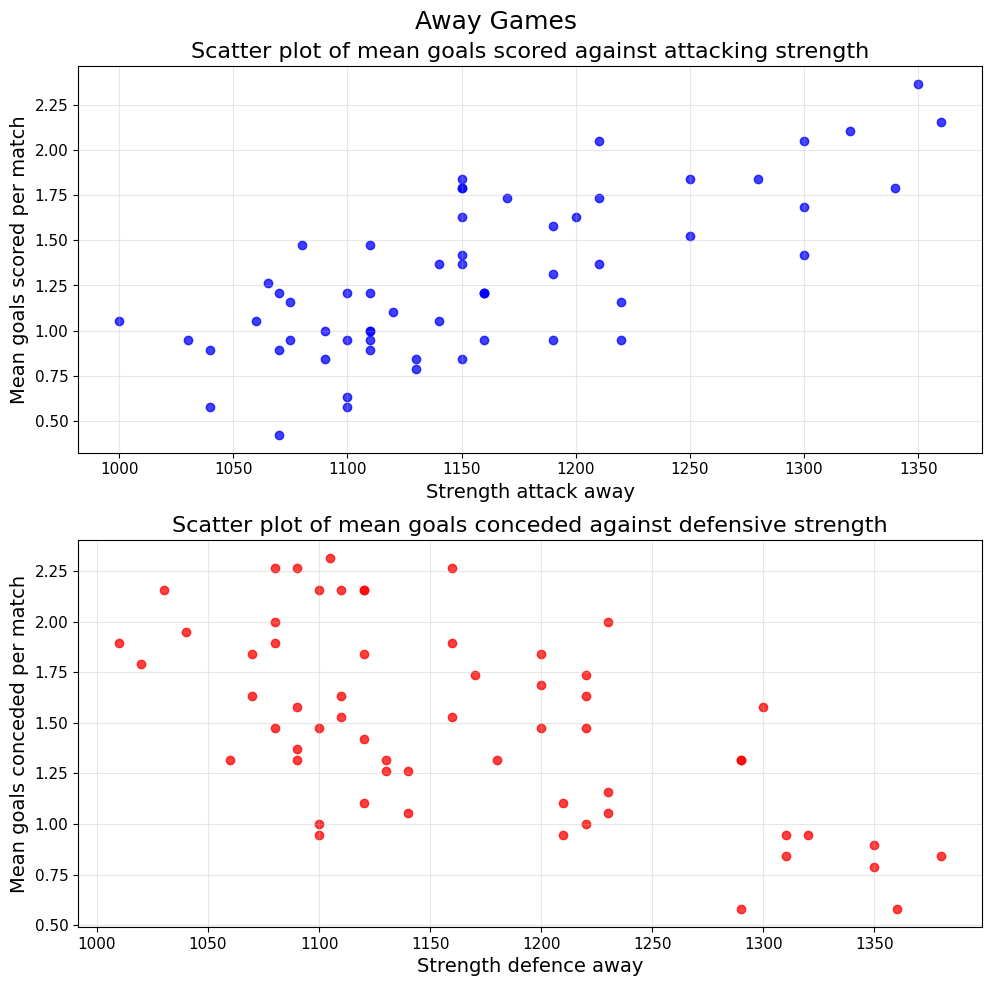 Away Games
Scatter plot of mean goals scored against attacking strength
Mean goals scored per match
2.25
2.00
1.75
1.50
1.25
1.00
0.75
0.50
1000 1050 1100 1150 1200 1250 1300 1350
Strength attack away
Scatter plot of mean goals conceded against defensive strength
Mean goals conceded per match
2.25
2.00
1.75
1.50
1.25
1.00
0.75
0.50
1000 1050 1100 1150 1200 1250 1300 1350
Strength defence away